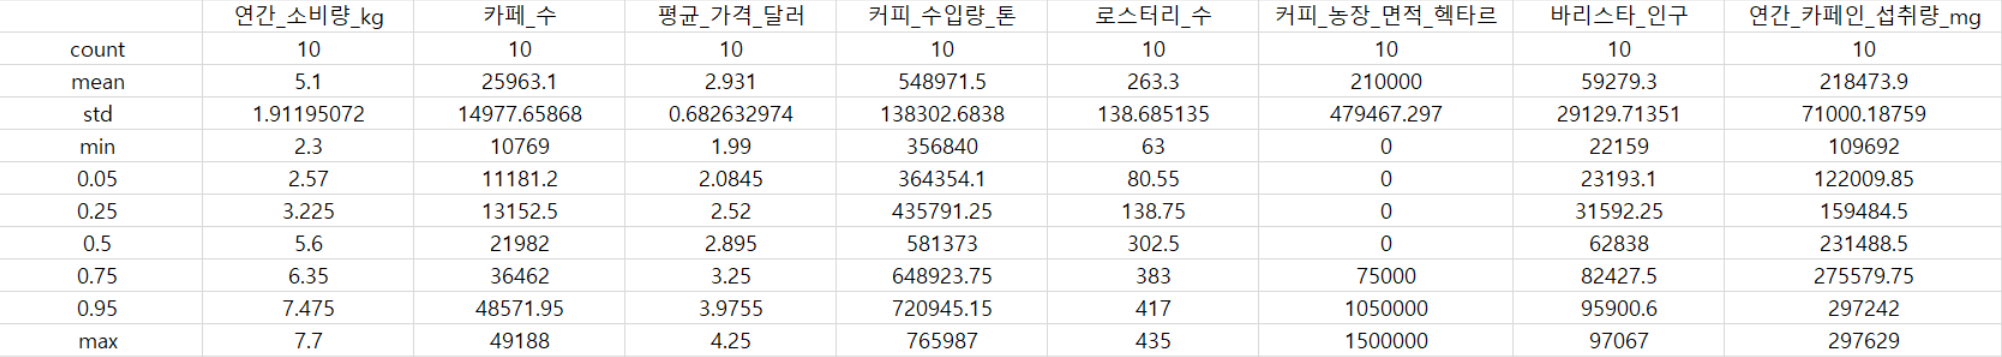 연간_소비량_kg 카페_수 평균_가격_달러 커피_수입량_톤 로스터리_수 커피_농장_면적_헥타르 바리스타_인구 연간_카페인_섭취량_mg
count 10 10 10 10 10 10 10 10
mean 5.1 25963.1 2.931 548971.5 263.3 210000 59279.3 218473.9
std 1.91195072 14977.65868 0.682632974 138302.6838 138.685135 479467.297 29129.71351 71000.18759
min 2.3 10769 1.99 356840 63 0 22159 109692
0.05 2.57 11181.2 2.0845 364354.1 80.55 0 23193.1 122009.85
0.25 3.225 13152.5 2.52 435791.25 138.75 0 31592.25 159484.5
0.5 5.6 21982 2.895 581373 302.5 0 62838 231488.5
0.75 6.35 36462 3.25 648923.75 383 75000 82427.5 275579.75
0.95 7.475 48571.95 3.9755 720945.15 417 1050000 95900.6 297242
max 7.7 49188 4.25 765987 435 1500000 97067 297629